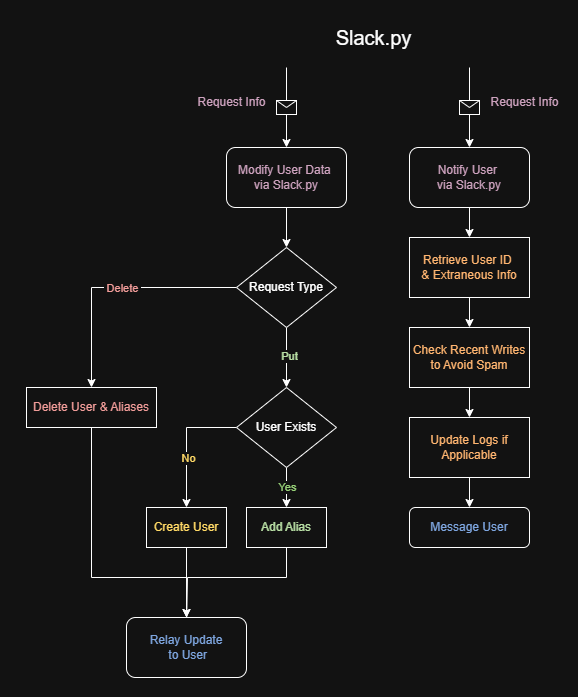 Slack.py
Request Info
Request Info
Modify User Data
via Slack.py
Notify User
via Slack.py
Retrieve User ID
& Extraneous Info
Request Type
Delete
Check Recent Writes
to Avoid Spam
Put
Delete User & Aliases
User Exists
Update Logs if
Applicable
No
Yes
Create User
Add Alias
Message User
Relay Update
to User